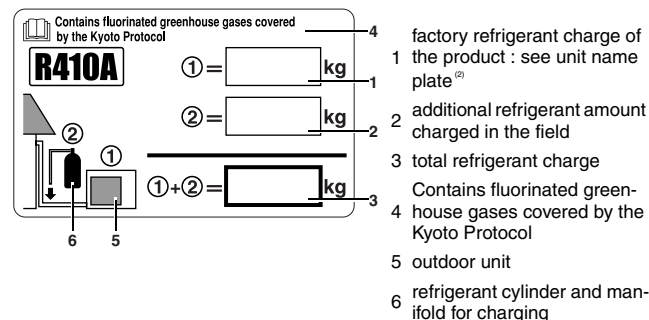 Contains fluorinated greenhouse gases covered
by the Kyoto Protocol
4
R410A
①=
kg
1
②=
kg
2
②
①
①+②=
kg
3
6
5
1 factory refrigerant charge of
the product : see unit name
plate(2)
2 additional refrigerant amount
charged in the field
3 total refrigerant charge
4 Contains fluorinated green-
house gases covered by the
Kyoto Protocol
5 outdoor unit
6 refrigerant cylinder and man-
ifold for charging